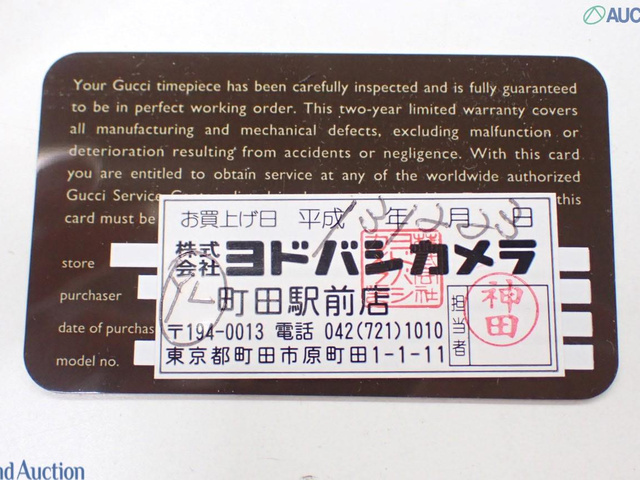 AUC
Your Gucci timepiece has been carefully inspected and is fully guaranteed
to be in perfect working order. This two-year limited warranty covers
all manufacturing and mechanical defects, excluding malfunction or
deterioration resulting from accidents or negligence. With this card
you are entitled to obtain service at any of the worldwide authorized
Gucci Service
this
card must be
お買上げ日 平成 13 年 12 月 23 日
株式会社 ヨドバシカメラ
町田駅前店
〒194-0013 電話 042(721)1010
東京都町田市原町田1-1-11
担当者
神田
store
purchaser
date of purchas
model no.
nd Auction